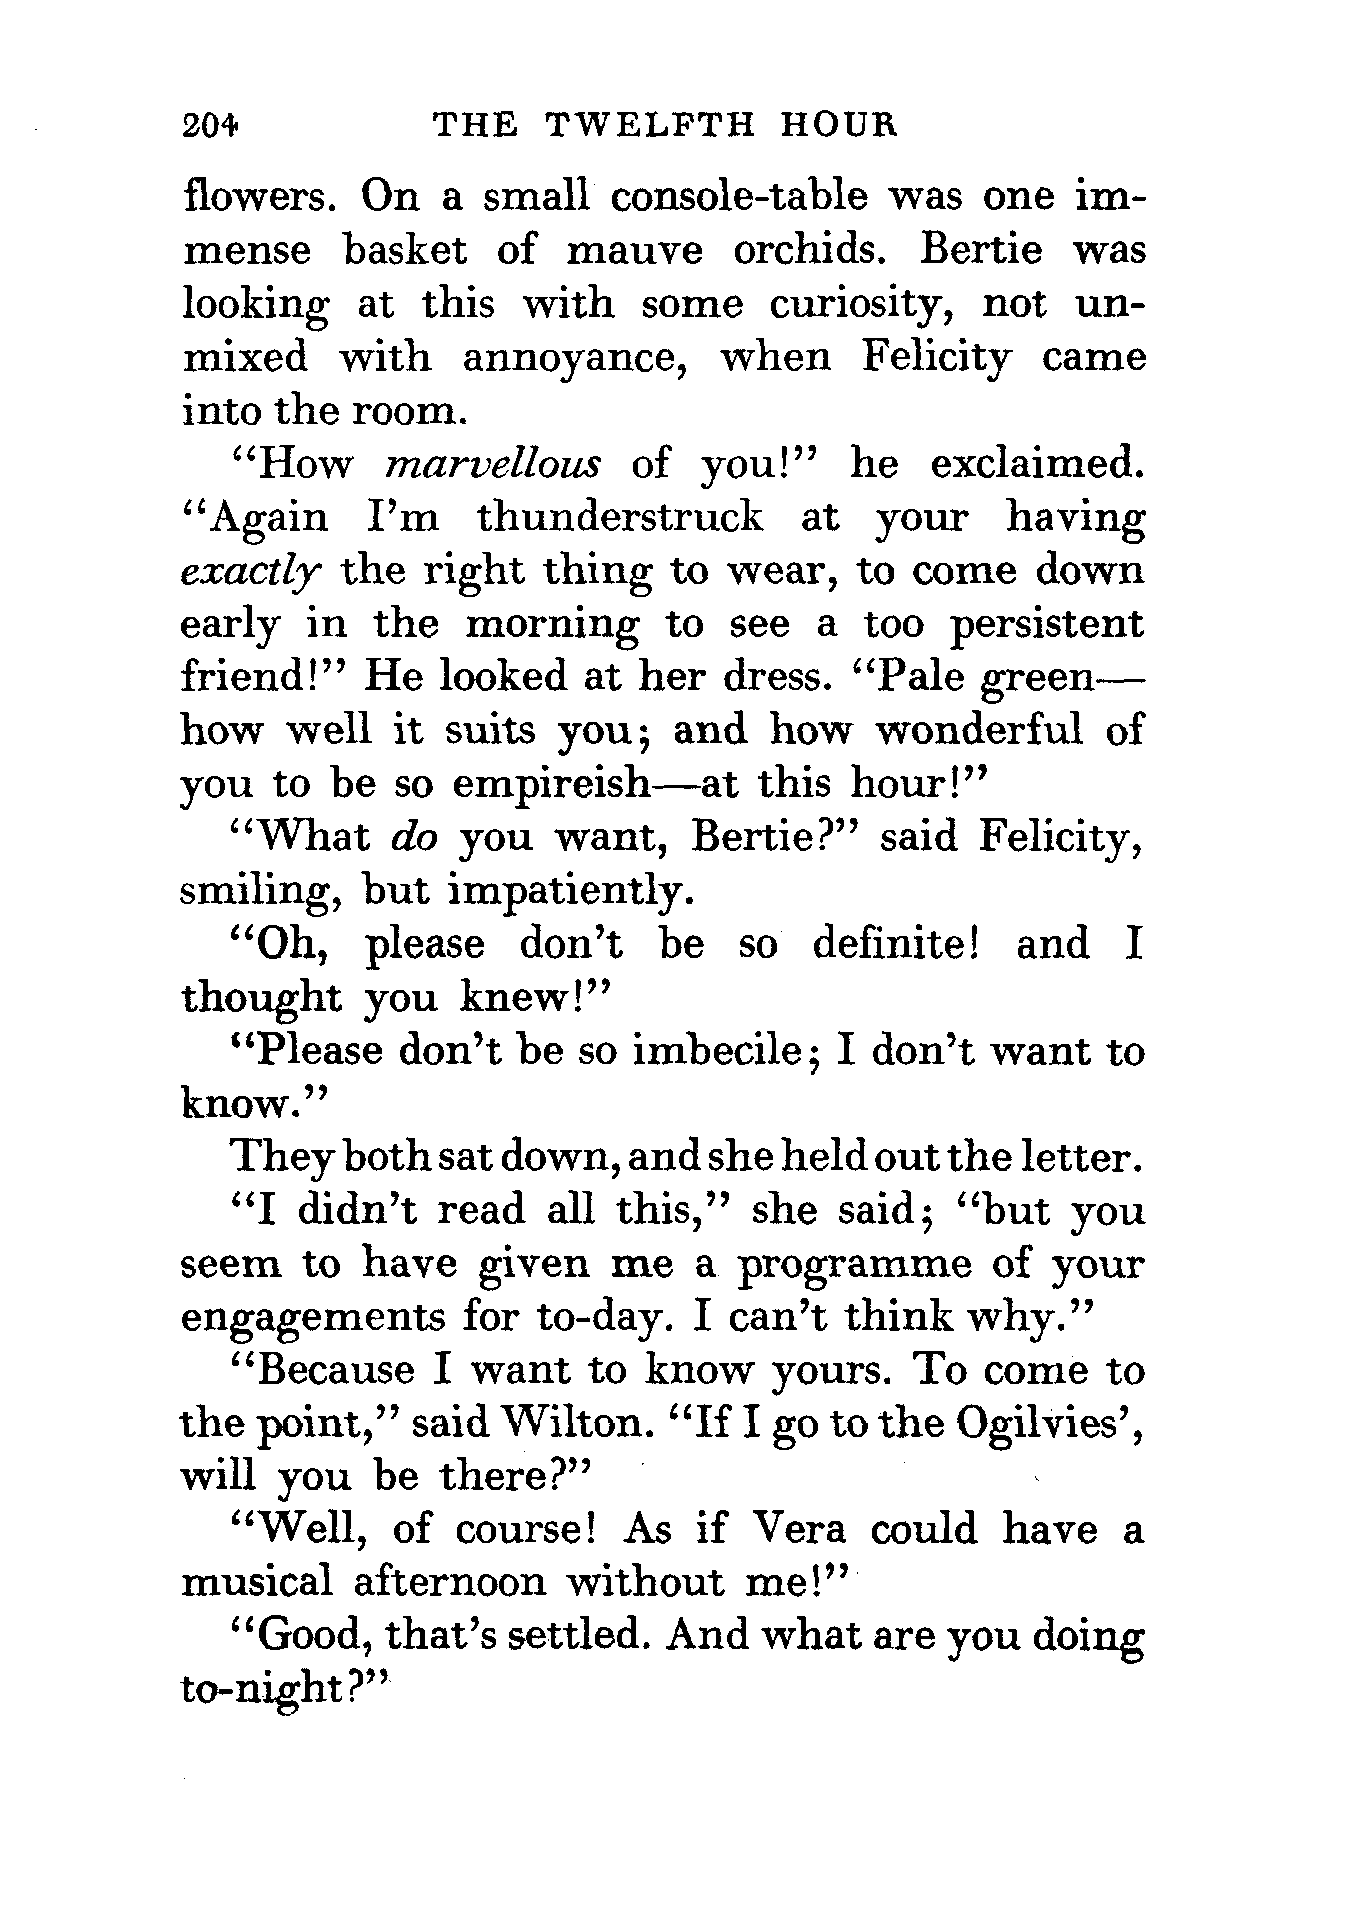 204 THE TWELFTH HOUR
flowers. On a small console-table was one im-
mense basket of mauve orchids. Bertie was
looking at this with some curiosity, not un-
mixed with annoyance, when Felicity came
into the room.
“How marvellous of you!” he exclaimed.
“Again I’m thunderstruck at your having
exactly the right thing to wear, to come down
early in the morning to see a too persistent
friend!” He looked at her dress. “Pale green—
how well it suits you; and how wonderful of
you to be so empireish—at this hour!”
“What do you want, Bertie?” said Felicity,
smiling, but impatiently.
“Oh, please don’t be so definite! and I
thought you knew!”
“Please don’t be so imbecile; I don’t want to
know.”
They both sat down, and she held out the letter.
“I didn’t read all this,” she said; “but you
seem to have given me a programme of your
engagements for to-day. I can’t think why.”
“Because I want to know yours. To come to
the point,” said Wilton. “If I go to the Ogilvies’,
will you be there?”
“Well, of course! As if Vera could have a
musical afternoon without me!”
“Good, that’s settled. And what are you doing
to-night?”